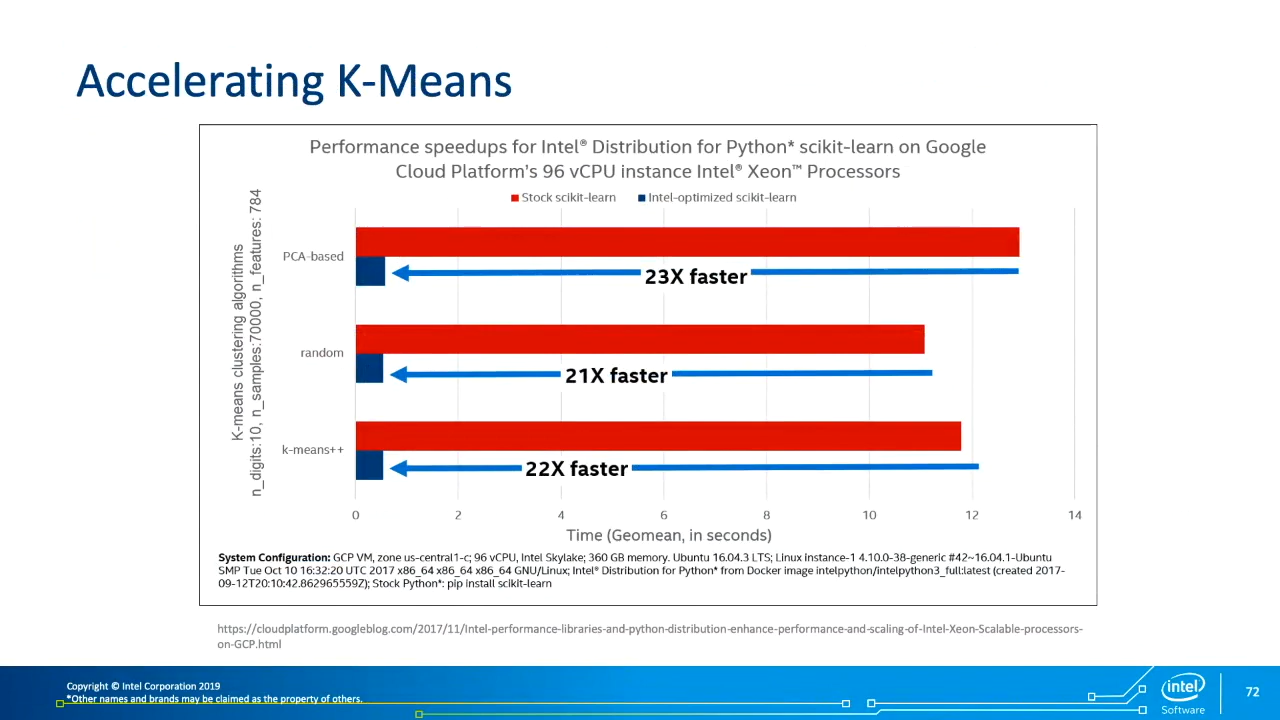 Accelerating K-Means
Performance speedups for Intel® Distribution for Python* scikit-learn on Google
Cloud Platform's 96 vCPU instance Intel® Xeon™ Processors
Stock scikit-learn
Intel-optimized scikit-learn
K-means clustering algorithms
n_digits:10, n_samples:70000, n_features: 784
PCA-based
23X faster
random
21X faster
k-means++
22X faster
0 2 4 6 8 10 12 14
Time (Geomean, in seconds)
System Configuration: GCP VM, zone us-central1-c; 96 vCPU, Intel Skylake; 360 GB memory. Ubuntu 16.04.3 LTS; Linux instance-1 4.10.0-38-generic #42~16.04.1-Ubuntu
SMP Tue Oct 10 16:32:20 UTC 2017 x86_64 x86_64 x86_64 GNU/Linux; Intel® Distribution for Python* from Docker image intelpython/intelpython3_full:latest (created 2017-
09-12T20:10:42.862965559Z); Stock Python*: pip install scikit-learn
https://cloudplatform.googleblog.com/2017/11/Intel-performance-libraries-and-python-distribution-enhance-performance-and-scaling-of-Intel-Xeon-Scalable-processors-
on-GCP.html
Copyright © Intel Corporation 2019
*Other names and brands may be claimed as the property of others.
intel
Software
72